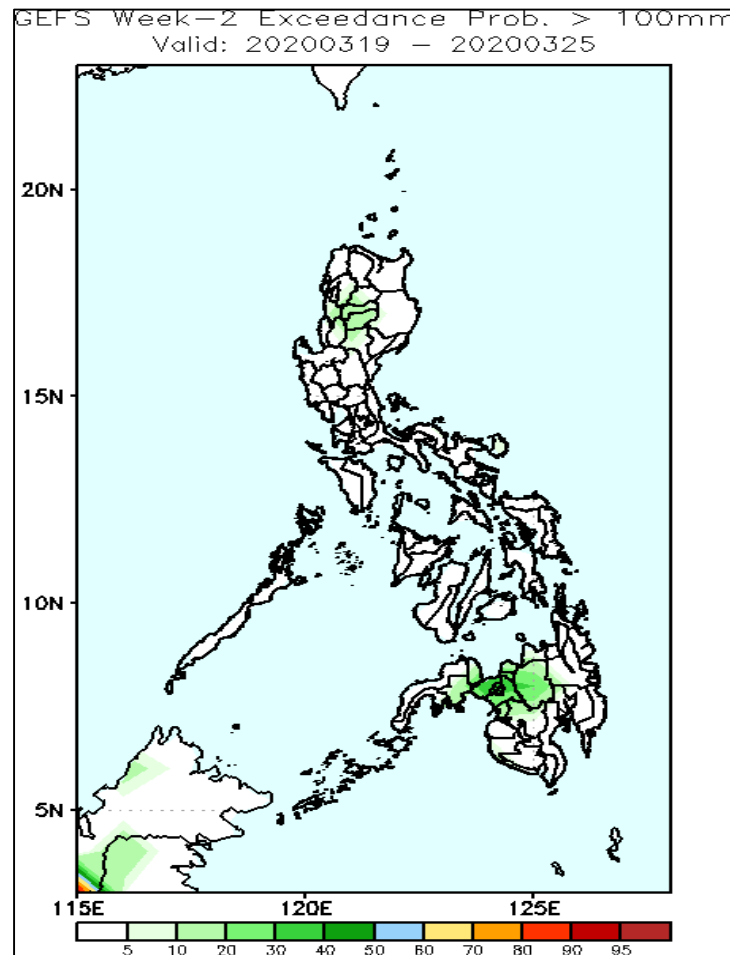 GEFS Week-2 Exceedance Prob. > 100mm
Valid: 20200319 - 20200325
20N
15N
10N
5N
115E 120E 125E
5 10 20 30 40 50 60 70 80 90 95